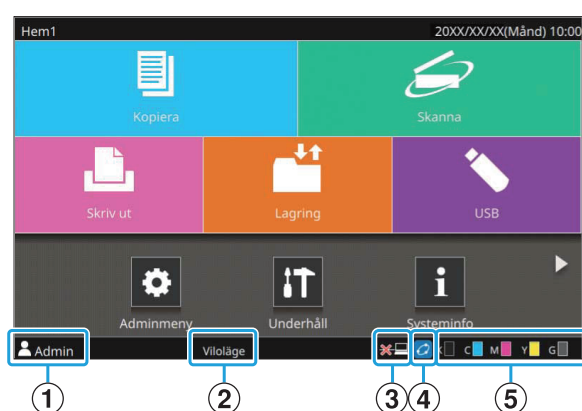 Hem1 20XX/XX/XX(Månd) 10:00
Kopiera Skanna
Skriv ut Lagring USB
Adminmeny Underhåll Systeminfo
Admin Viloläge K C M Y G
1 2 3 4 5